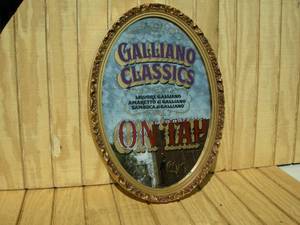 GALLIANO
CLASSICS
LIQUORE GALLIANO
AMARETTO di GALLIANO
SAMBUCA di GALLIANO
ON TAP